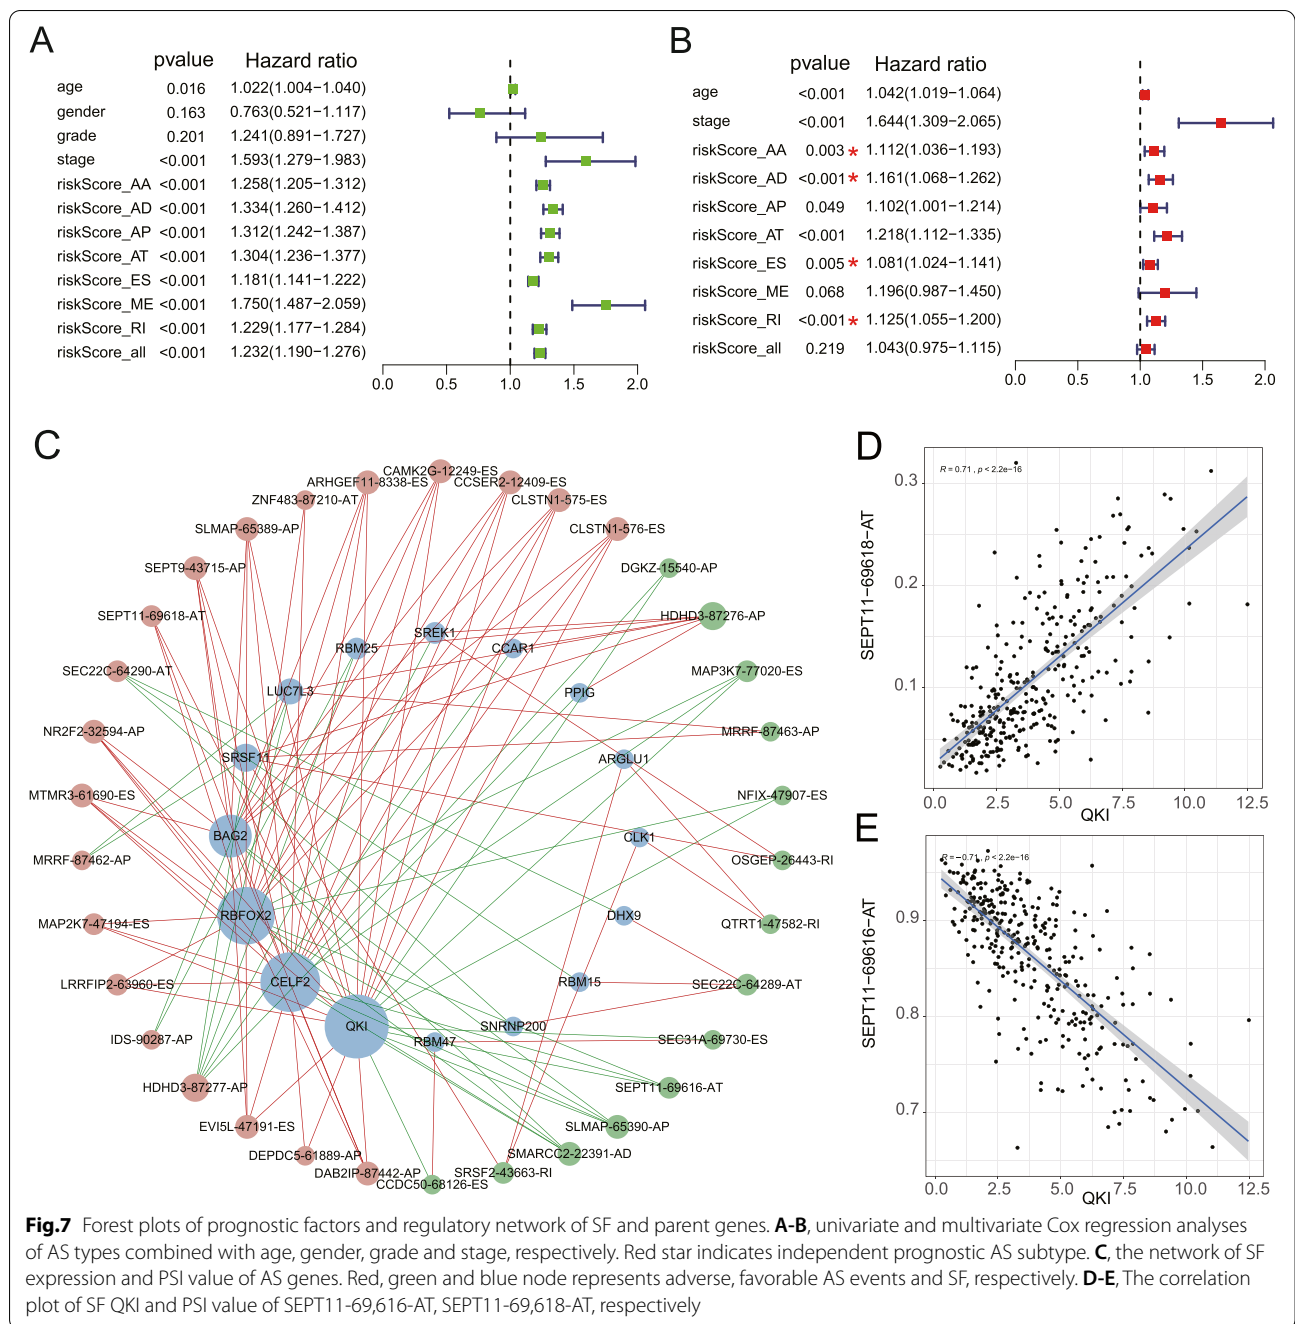 A
pvalue Hazard ratio
age 0.016 1.022(1.004−1.040)
gender 0.163 0.763(0.521−1.117)
grade 0.201 1.241(0.891−1.727)
stage <0.001 1.593(1.279−1.983)
riskScore_AA <0.001 1.258(1.205−1.312)
riskScore_AD <0.001 1.334(1.260−1.412)
riskScore_AP <0.001 1.312(1.242−1.387)
riskScore_AT <0.001 1.304(1.236−1.377)
riskScore_ES <0.001 1.181(1.141−1.222)
riskScore_ME <0.001 1.750(1.487−2.059)
riskScore_RI <0.001 1.229(1.177−1.284)
riskScore_all <0.001 1.232(1.190−1.276)
0.0 0.5 1.0 1.5 2.0
B
pvalue Hazard ratio
age <0.001 1.042(1.019−1.064)
stage <0.001 1.644(1.309−2.065)
riskScore_AA 0.003 * 1.112(1.036−1.193)
riskScore_AD <0.001 * 1.161(1.068−1.262)
riskScore_AP 0.049 1.102(1.001−1.214)
riskScore_AT <0.001 1.218(1.112−1.335)
riskScore_ES 0.005 * 1.081(1.024−1.141)
riskScore_ME 0.068 1.196(0.987−1.450)
riskScore_RI <0.001 * 1.125(1.055−1.200)
riskScore_all 0.219 1.043(0.975−1.115)
0.0 0.5 1.0 1.5 2.0
C
CAMK2G-12249-ES
ARHGEF11-8338-ES
CCSER2-12409-ES
ZNF483-87210-AT
CLSTN1-575-ES
SLMAP-65389-AP
CLSTN1-576-ES
SEPT9-43715-AP
DGKZ-15540-AP
SEPT11-69618-AT
HDHD3-87276-AP
SREK1
RBM25
CCAR1
SEC22C-64290-AT
MAP3K7-77020-ES
LUC7L3
PPIG
NR2F2-32594-AP
MRRF-87463-AP
SRSF11
ARGLU1
MTMR3-61690-ES
NFIX-47907-ES
BAG2
CLK1
MRRF-87462-AP
OSGEP-26443-RI
RBFOX2
DHX9
MAP2K7-47194-ES
QTRT1-47582-RI
LRRFIP2-63960-ES
CELF2
RBM15
SEC22C-64289-AT
QKI
SNRNP200
RBM47
IDS-90287-AP
SEC31A-69730-ES
HDHD3-87277-AP
SEPT11-69616-AT
EVI5L-47191-ES
SLMAP-65390-AP
DEPDC5-61889-AP
SMARCC2-22391-AD
DAB2IP-87442-AP
SRSF2-43663-RI
CCDC50-68126-ES
D
R = 0.71 , p < 2.2e−16
SEPT11−69618−AT
0.3
0.2
0.1
0.0 2.5 5.0 7.5 10.0 12.5
QKI
E
R = −0.71 , p < 2.2e−16
SEPT11−69616−AT
0.9
0.8
0.7
0.0 2.5 5.0 7.5 10.0 12.5
QKI
Fig.7 Forest plots of prognostic factors and regulatory network of SF and parent genes. A-B, univariate and multivariate Cox regression analyses
of AS types combined with age, gender, grade and stage, respectively. Red star indicates independent prognostic AS subtype. C, the network of SF
expression and PSI value of AS genes. Red, green and blue node represents adverse, favorable AS events and SF, respectively. D-E, The correlation
plot of SF QKI and PSI value of SEPT11-69,616-AT, SEPT11-69,618-AT, respectively